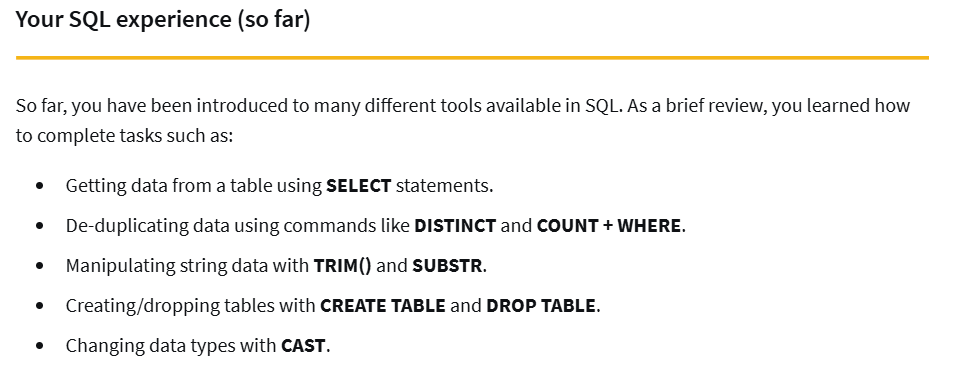 Your SQL experience (so far)
So far, you have been introduced to many different tools available in SQL. As a brief review, you learned how
to complete tasks such as:
• Getting data from a table using SELECT statements.
• De-duplicating data using commands like DISTINCT and COUNT + WHERE.
• Manipulating string data with TRIM() and SUBSTR.
• Creating/dropping tables with CREATE TABLE and DROP TABLE.
• Changing data types with CAST.